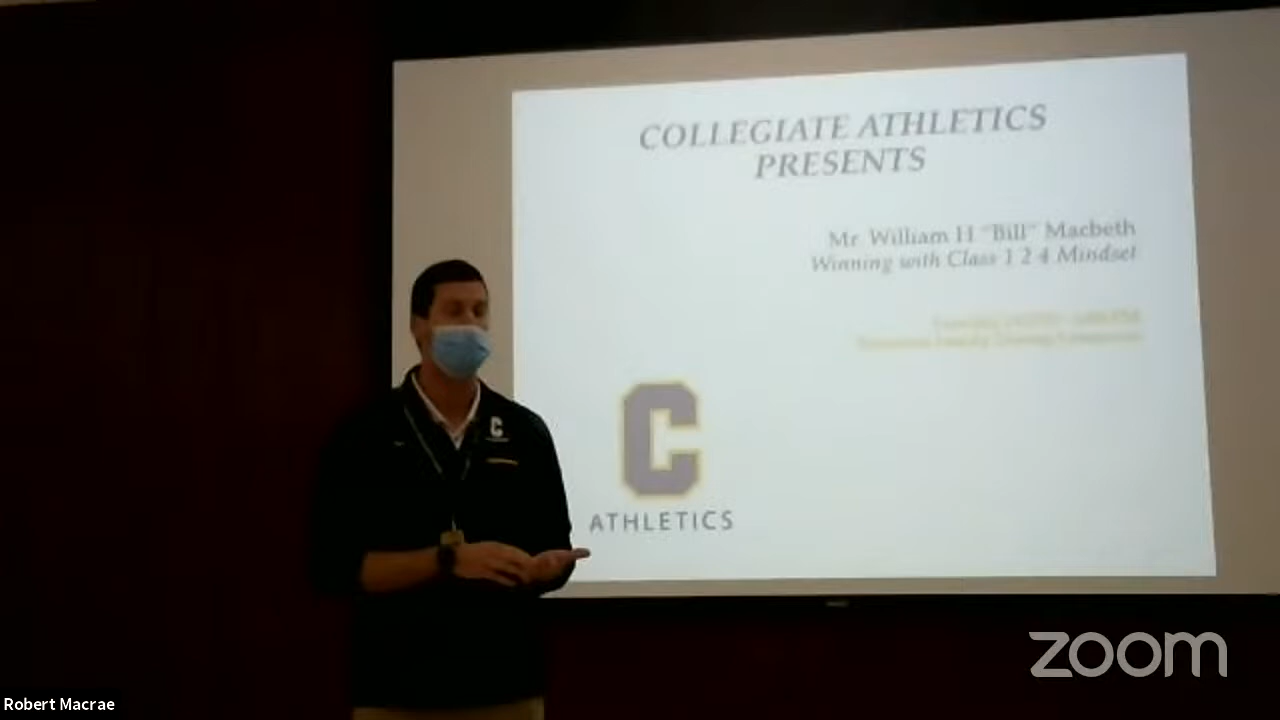 COLLEGIATE ATHLETICS
PRESENTS
Mr. William H "Bill" Macbeth
Winning with Class 1 2 4 Mindset
C
C
ATHLETICS
zoom
Robert Macrae